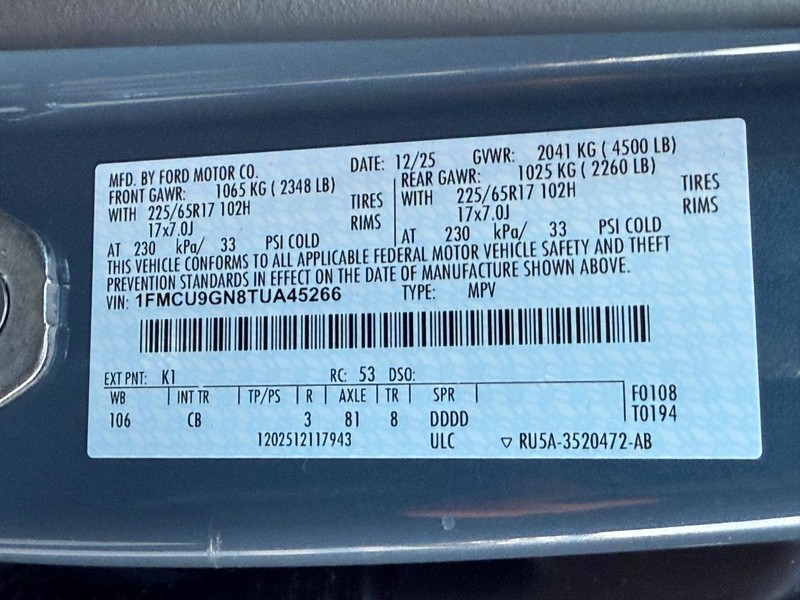 MFD. BY FORD MOTOR CO. DATE: 12/25 GVWR: 2041 KG ( 4500 LB)
FRONT GAWR: 1065 KG ( 2348 LB) REAR GAWR: 1025 KG ( 2260 LB)
WITH 225/65R17 102H TIRES WITH 225/65R17 102H TIRES
17x7.0J RIMS 17x7.0J RIMS
AT 230 kPa/ 33 PSI COLD AT 230 kPa/ 33 PSI COLD
THIS VEHICLE CONFORMS TO ALL APPLICABLE FEDERAL MOTOR VEHICLE SAFETY AND THEFT
PREVENTION STANDARDS IN EFFECT ON THE DATE OF MANUFACTURE SHOWN ABOVE.
VIN: 1FMCU9GN8TUA45266 TYPE: MPV
EXT PNT: K1 RC: 53 DSO:
WB INT TR TP/PS R AXLE TR SPR F0108
106 CB 3 81 8 DDDD T0194
1202512117943 ULC ▽ RU5A-3520472-AB